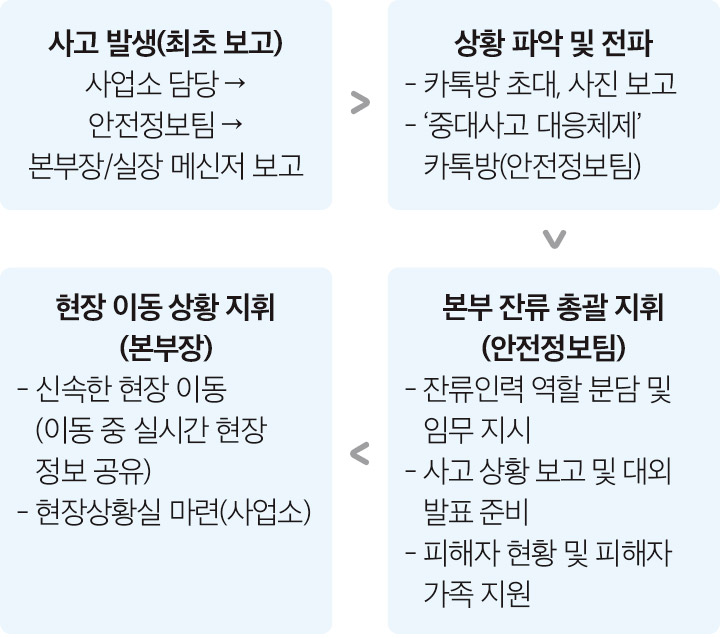 사고 발생(최초 보고)
사업소 담당 →
안전정보팀 →
본부장/실장 메신저 보고
>
상황 파악 및 전파
- 카톡방 초대, 사진 보고
- ‘중대사고 대응체제’
카톡방(안전정보팀)
본부 잔류 총괄 지휘
(안전정보팀)
- 잔류인력 역할 분담 및
임무 지시
- 사고 상황 보고 및 대외
발표 준비
- 피해자 현황 및 피해자
가족 지원
<
현장 이동 상황 지휘
(본부장)
- 신속한 현장 이동
(이동 중 실시간 현장
정보 공유)
- 현장상황실 마련(사업소)